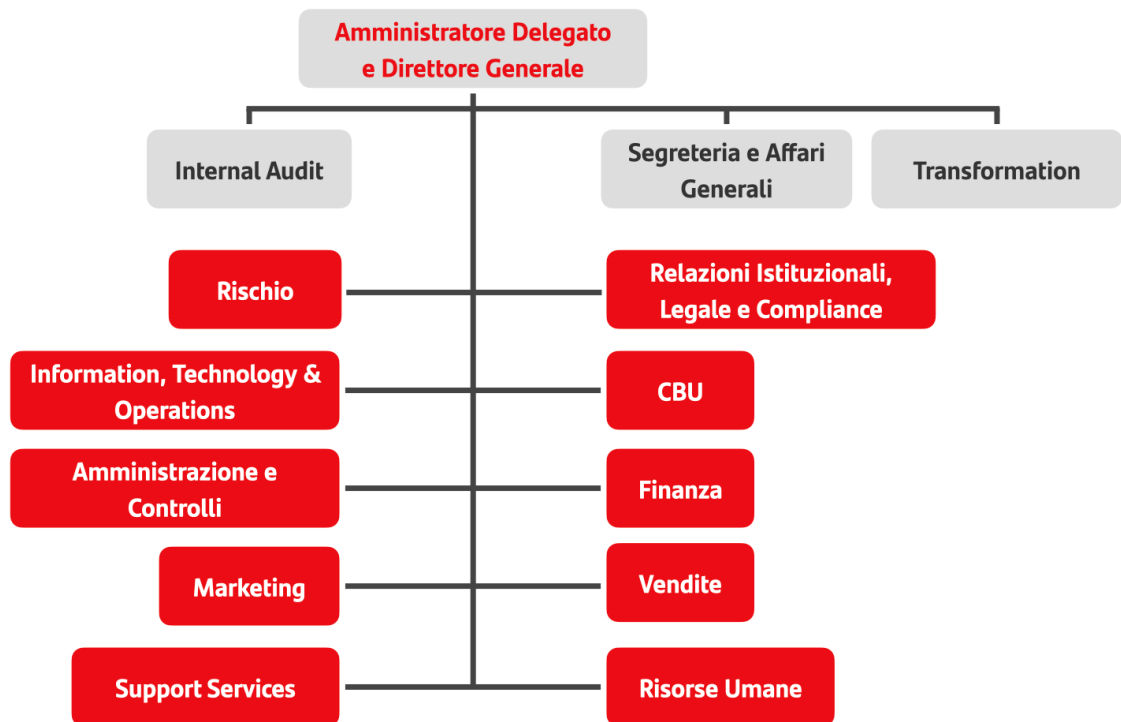 Amministratore Delegato
e Direttore Generale
Internal Audit
Segreteria e Affari
Generali
Transformation
Rischio
Relazioni Istituzionali,
Legale e Compliance
Information, Technology &
Operations
CBU
Amministrazione e
Controlli
Finanza
Marketing
Vendite
Support Services
Risorse Umane